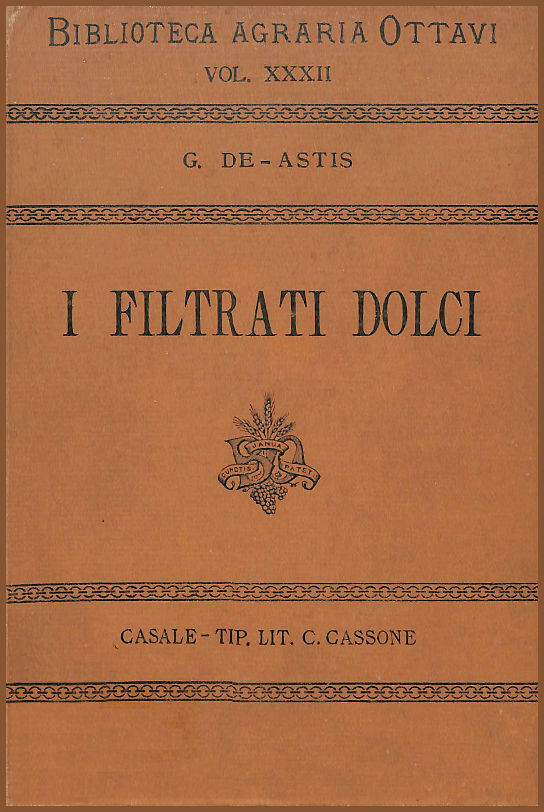 BIBLIOTECA AGRARIA OTTAVI
VOL. XXXII
G. DE-ASTIS
I FILTRATI DOLCI
JANUA
CUNCTIS PATET
CASALE - TIP. LIT. C. CASSONE